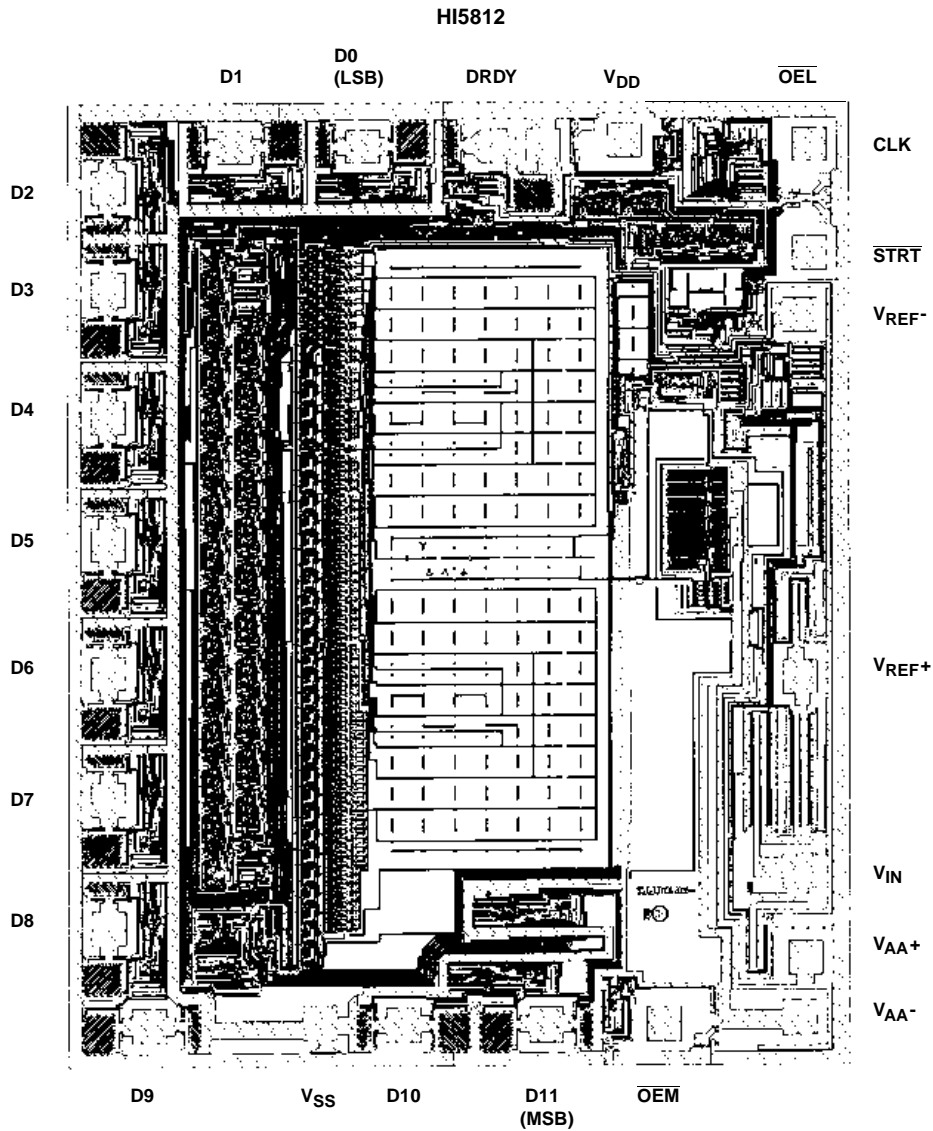 HI5812
D1
D0
(LSB)
DRDY
VDD
OEL
CLK
D2
STRT
D3
VREF-
D4
D5
D6
VREF+
D7
VIN
D8
VAA+
VAA-
D9
VSS
D10
D11
(MSB)
OEM